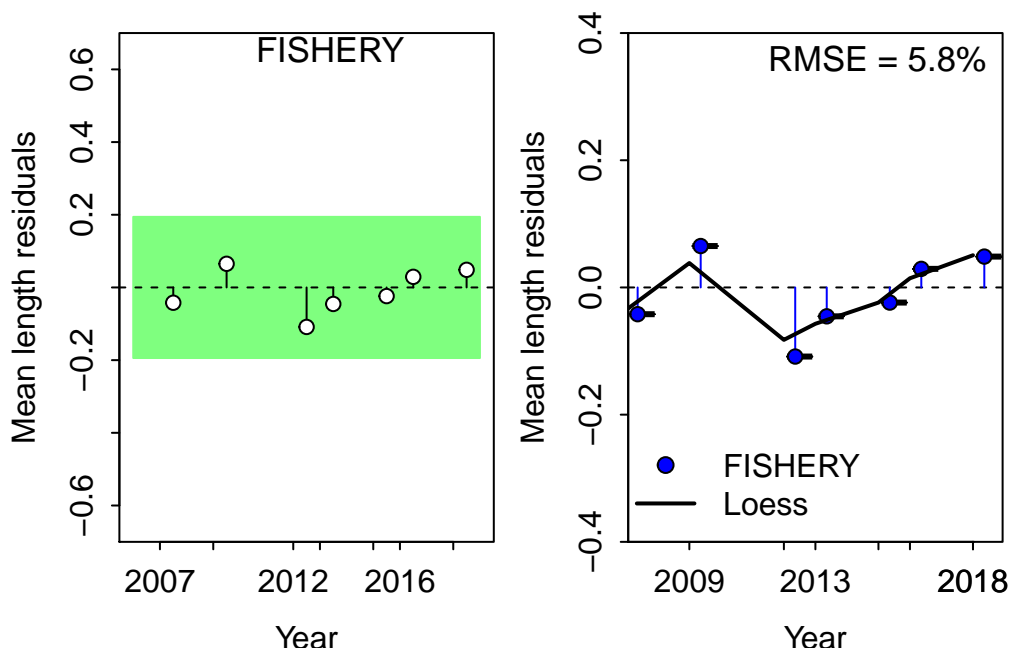 FISHERY
Mean length residuals
0.6
0.4
0.2
−0.2
−0.6
2007 2012 2016
Year
RMSE = 5.8%
Mean length residuals
0.4
0.2
0.0
−0.2
−0.4
FISHERY
Loess
2009 2013 2018
Year